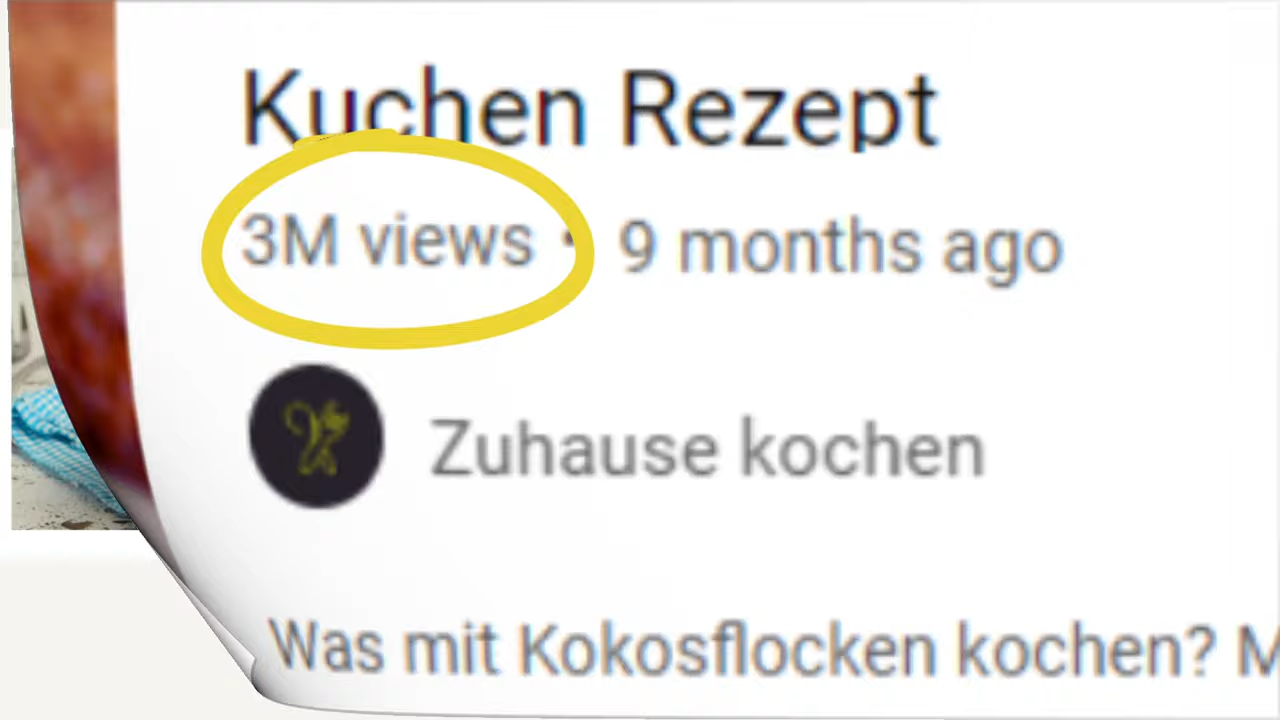 Kuchen Rezept
3M views • 9 months ago
Zuhause kochen
Was mit Kokosflocken kochen? M